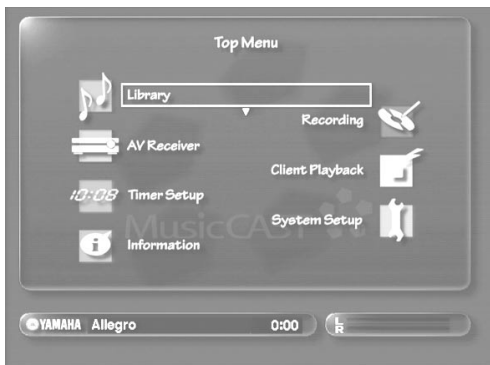 Top Menu
Library
Recording
AV Receiver
Client Playback
10:08 Timer Setup
System Setup
MusicCAST
i Information
YAMAHA Allegro 0:00 L
R